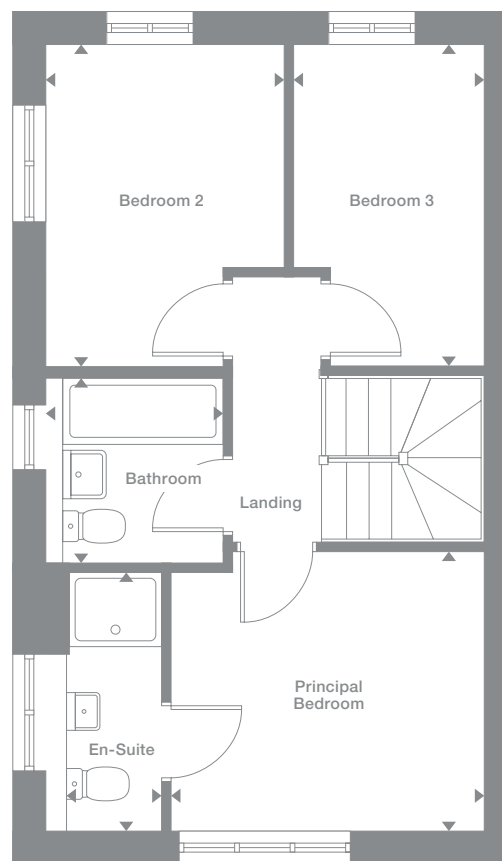 Bedroom 2
Bedroom 3
Bathroom
Landing
Principal
Bedroom
En-Suite